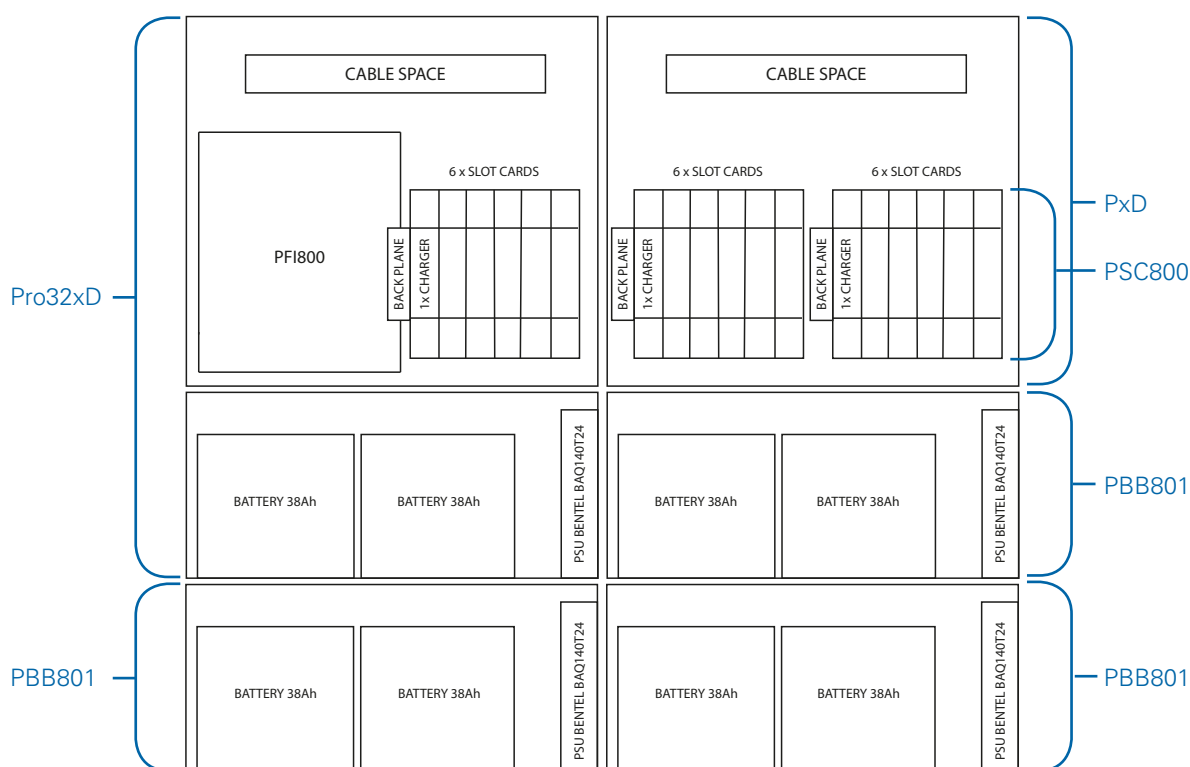 CABLE SPACE
CABLE SPACE
6 x SLOT CARDS
6 x SLOT CARDS
6 x SLOT CARDS
PxD
PFI800
BACK PLANE
1x CHARGER
BACK PLANE
1x CHARGER
BACK PLANE
1x CHARGER
PSC800
Pro32xD
BATTERY 38Ah
BATTERY 38Ah
PSU BENTEL BAQ140T24
BATTERY 38Ah
BATTERY 38Ah
PSU BENTEL BAQ140T24
PBB801
PBB801
BATTERY 38Ah
BATTERY 38Ah
PSU BENTEL BAQ140T24
BATTERY 38Ah
BATTERY 38Ah
PSU BENTEL BAQ140T24
PBB801